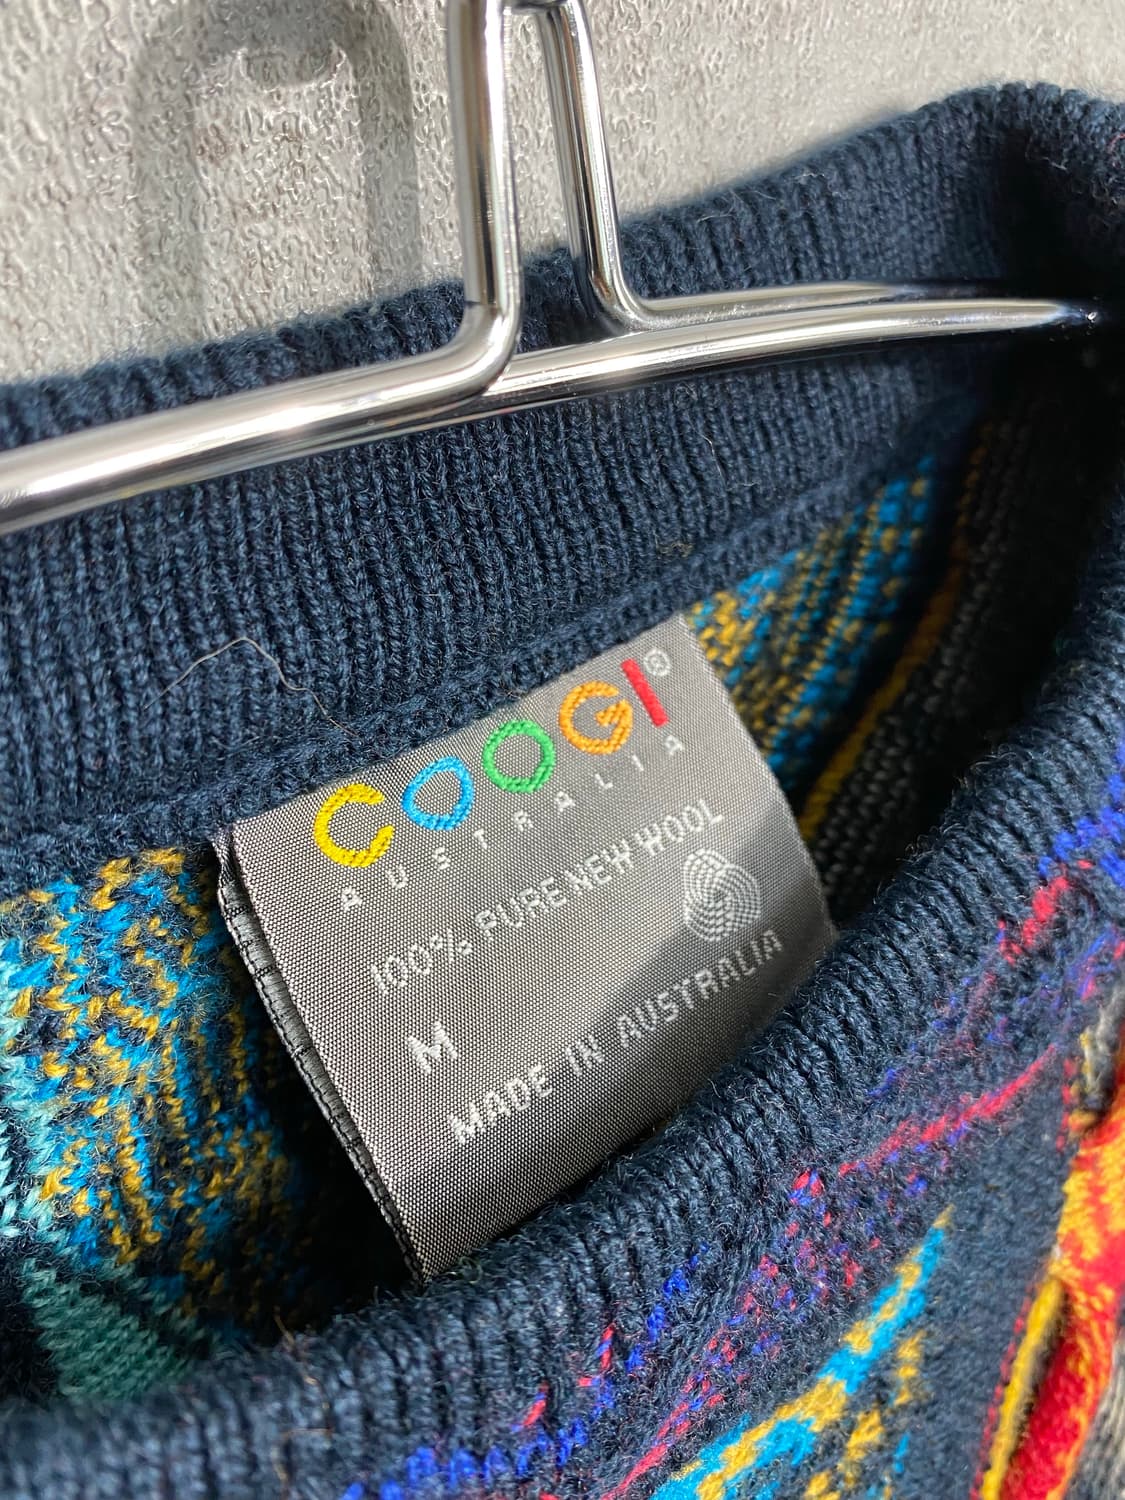 COOGI®
AUSTRALIA
100% PURE NEW WOOL
M
MADE IN AUSTRALIA